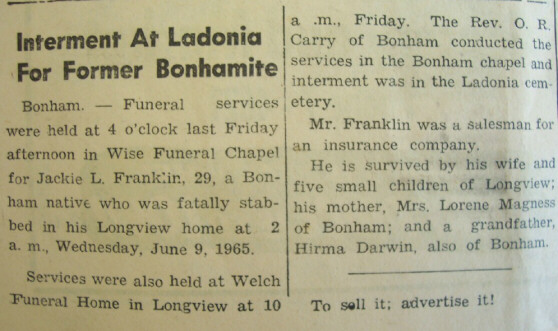 Interment At Ladonia
For Former Bonhamite
Bonham. — Funeral services
were held at 4 o'clock last Friday
afternoon in Wise Funeral Chapel
for Jackie L. Franklin, 29, a Bon-
ham native who was fatally stab-
bed in his Longview home at 2
a. m., Wednesday, June 9, 1965.
Services were also held at Welch
Funeral Home in Longview at 10
a .m., Friday. The Rev. O. R.
Carry of Bonham conducted the
services in the Bonham chapel and
interment was in the Ladonia cem-
etery.
Mr. Franklin was a salesman for
an insurance company.
He is survived by his wife and
five small children of Longview;
his mother, Mrs. Lorene Magness
of Bonham; and a grandfather,
Hirma Darwin, also of Bonham.
To sell it; advertise it!